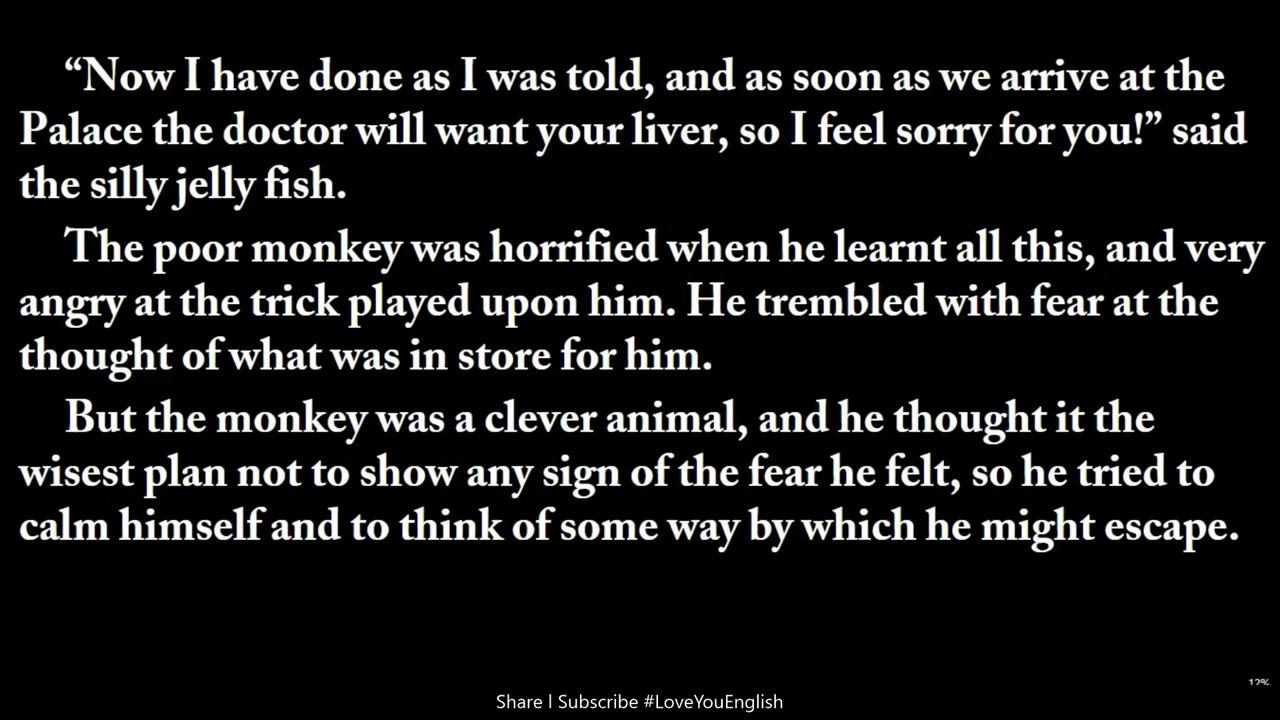 “Now I have done as I was told, and as soon as we arrive at the
Palace the doctor will want your liver, so I feel sorry for you!” said
the silly jelly fish.
The poor monkey was horrified when he learnt all this, and very
angry at the trick played upon him. He trembled with fear at the
thought of what was in store for him.
But the monkey was a clever animal, and he thought it the
wisest plan not to show any sign of the fear he felt, so he tried to
calm himself and to think of some way by which he might escape.
12%
Share | Subscribe #LoveYouEnglish